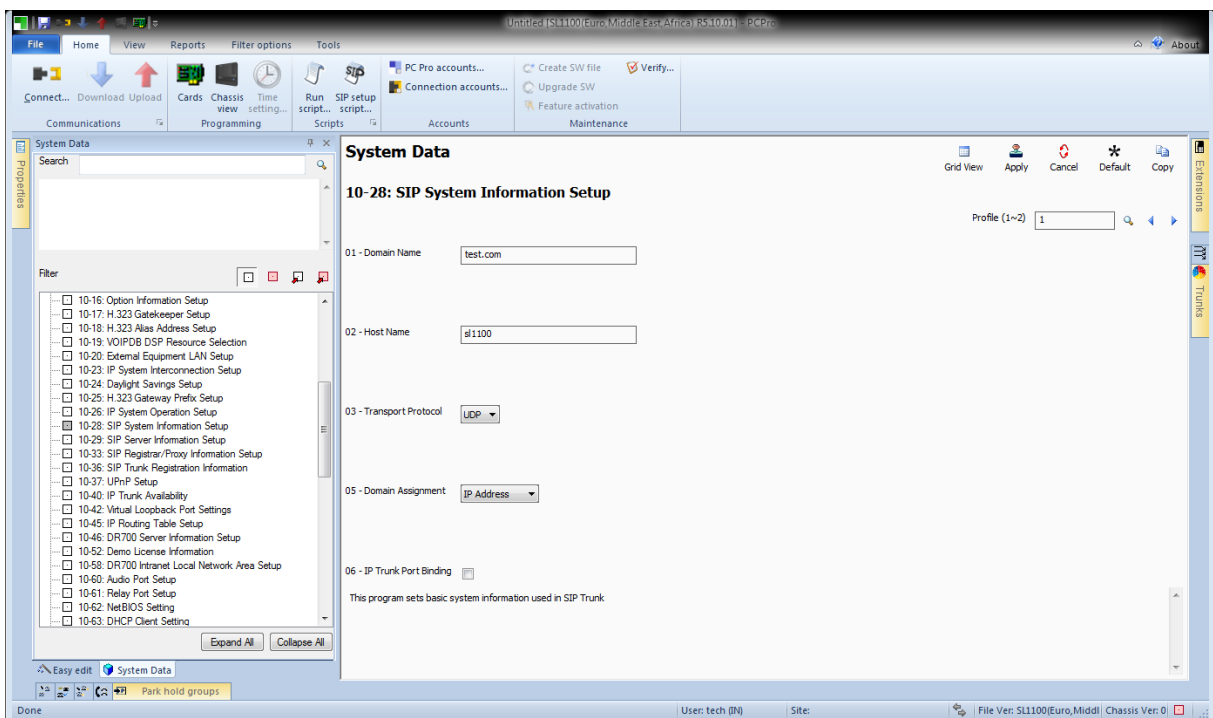 Untitled [SL1100(Euro,Middle East,Africa) R5.10.01] - PCPro
File Home View Reports Filter options Tools About
Connect... Download Upload
Communications
Cards Chassis view Time setting...
Programming
Run script... SIP setup script...
Scripts
PC Pro accounts...
Connection accounts...
Accounts
Create SW file
Upgrade SW
Feature activation
Verify...
Maintenance
Properties
System Data
Search
Filter
10-16: Option Information Setup
10-17: H.323 Gatekeeper Setup
10-18: H.323 Alias Address Setup
10-19: VOIPDB DSP Resource Selection
10-20: External Equipment LAN Setup
10-23: IP System Interconnection Setup
10-24: Daylight Savings Setup
10-25: H.323 Gateway Prefix Setup
10-26: IP System Operation Setup
10-28: SIP System Information Setup
10-29: SIP Server Information Setup
10-33: SIP Registrar/Proxy Information Setup
10-36: SIP Trunk Registration Information
10-37: UPnP Setup
10-40: IP Trunk Availability
10-42: Virtual Loopback Port Settings
10-45: IP Routing Table Setup
10-46: DR700 Server Information Setup
10-52: Demo License Information
10-58: DR700 Intranet Local Network Area Setup
10-60: Audio Port Setup
10-61: Relay Port Setup
10-62: NetBIOS Setting
10-63: DHCP Client Setting
Expand All Collapse All
Easy edit System Data
Park hold groups
System Data
Grid View Apply Cancel Default Copy
10-28: SIP System Information Setup
Profile (1~2) 1
01 - Domain Name test.com
02 - Host Name sl1100
03 - Transport Protocol UDP
05 - Domain Assignment IP Address
06 - IP Trunk Port Binding
This program sets basic system information used in SIP Trunk
Extensions
Trunks
Done User: tech (IN) Site: File Ver: SL1100(Euro,Middl Chassis Ver: 0